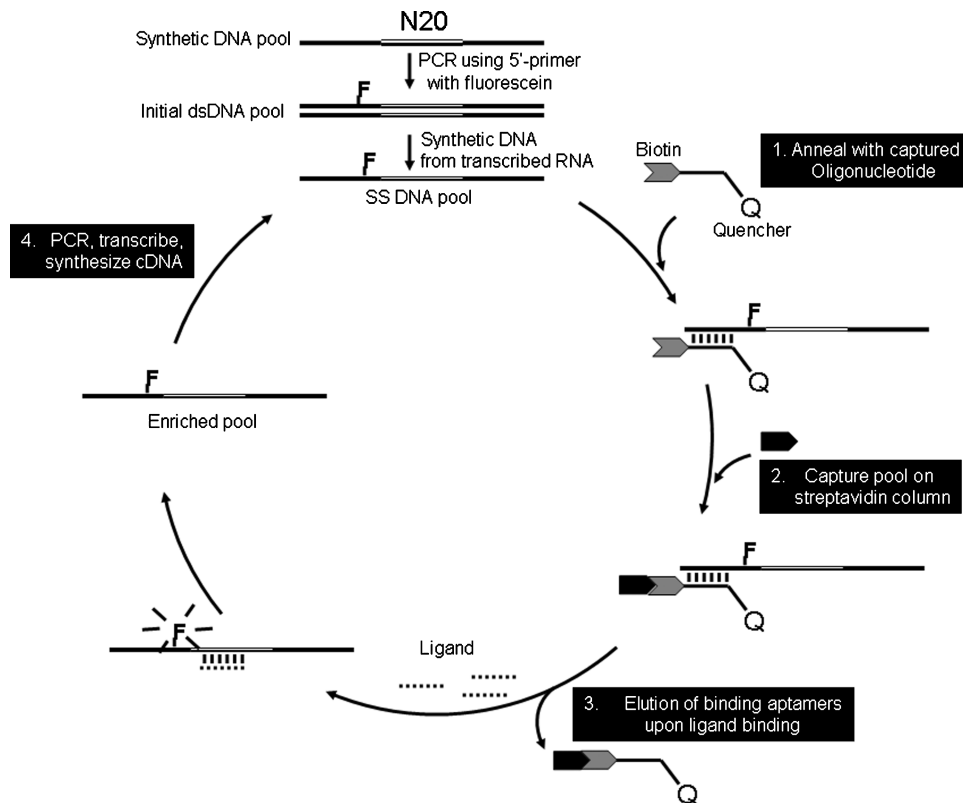 N20
Synthetic DNA pool
PCR using 5'-primer
with fluorescein
F
Initial dsDNA pool
Synthetic DNA
from transcribed RNA
F
SS DNA pool
Biotin
1. Anneal with captured
Oligonucleotide
Q
Quencher
4. PCR, transcribe,
synthesize cDNA
F
Q
F
Enriched pool
2. Capture pool on
streptavidin column
F
Q
F
Ligand
3. Elution of binding aptamers
upon ligand binding
Q